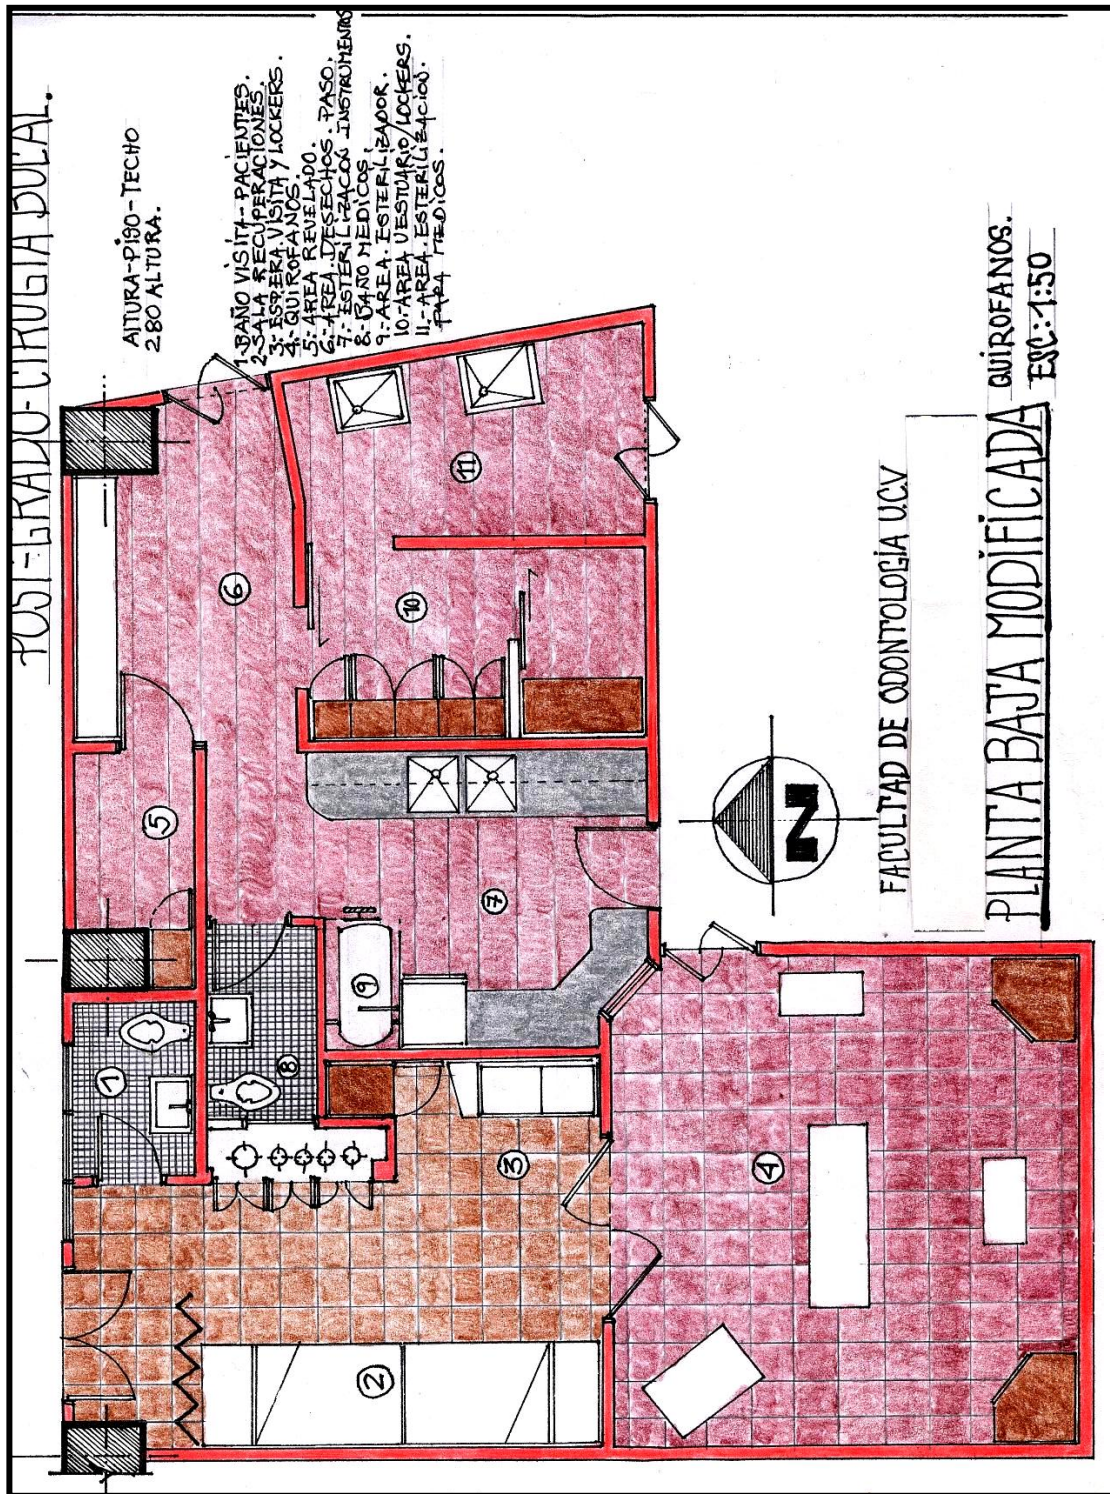 POST-GRADO-CIRUGIA BUCAL.
ALTURA-PISO-TECHO
280 ALTURA.
1-BAÑO VISITA-PACIENTES.
2-SALA RECUPERACIONES.
3-ESPERA.VISITA Y LOCKERS.
4.-QUIROFANOS.
5.-AREA REVELADO.
6.-AREA.DESECHOS.PASO.
7.-ESTERILIZACON INSTRUMENTOS
8.-BAÑO MEDICOS.
9.-AREA.ESTERILIZADOR.
10.-AREA VESTUARIO/LOCKERS.
11.-AREA.ESTERILIZACION.
PARA MEDICOS.
1
2
3
4
5
6
7
8
9
10
11
N
FACULTAD DE ODONTOLOGÍA U.C.V
PLANTA BAJA MODIFICADA QUIROFANOS.
ESC:1:50